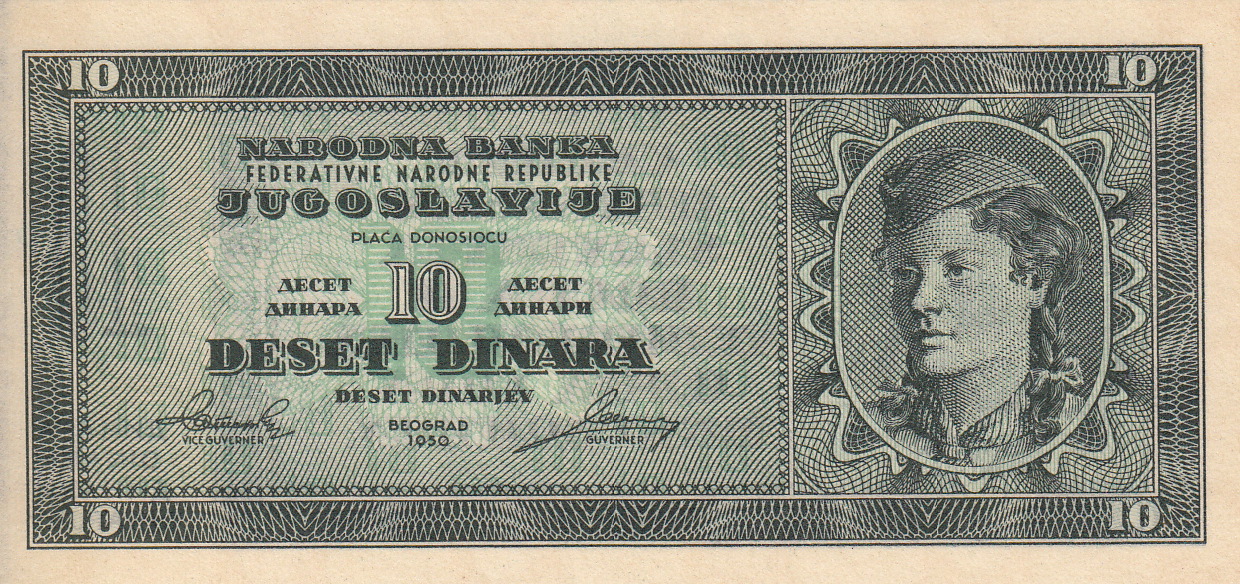 10 10
NARODNA BANKA
FEDERATIVNE NARODNE REPUBLIKE
JUGOSLAVIJE
PLAĆA DONOSIOCU
ДЕСЕТ 10 ДЕСЕТ
ДИНАРА ДИНАРИ
DESET DINARA
DESET DINARJEV
VICEGUVERNER BEOGRAD GUVERNER
1950
10 10